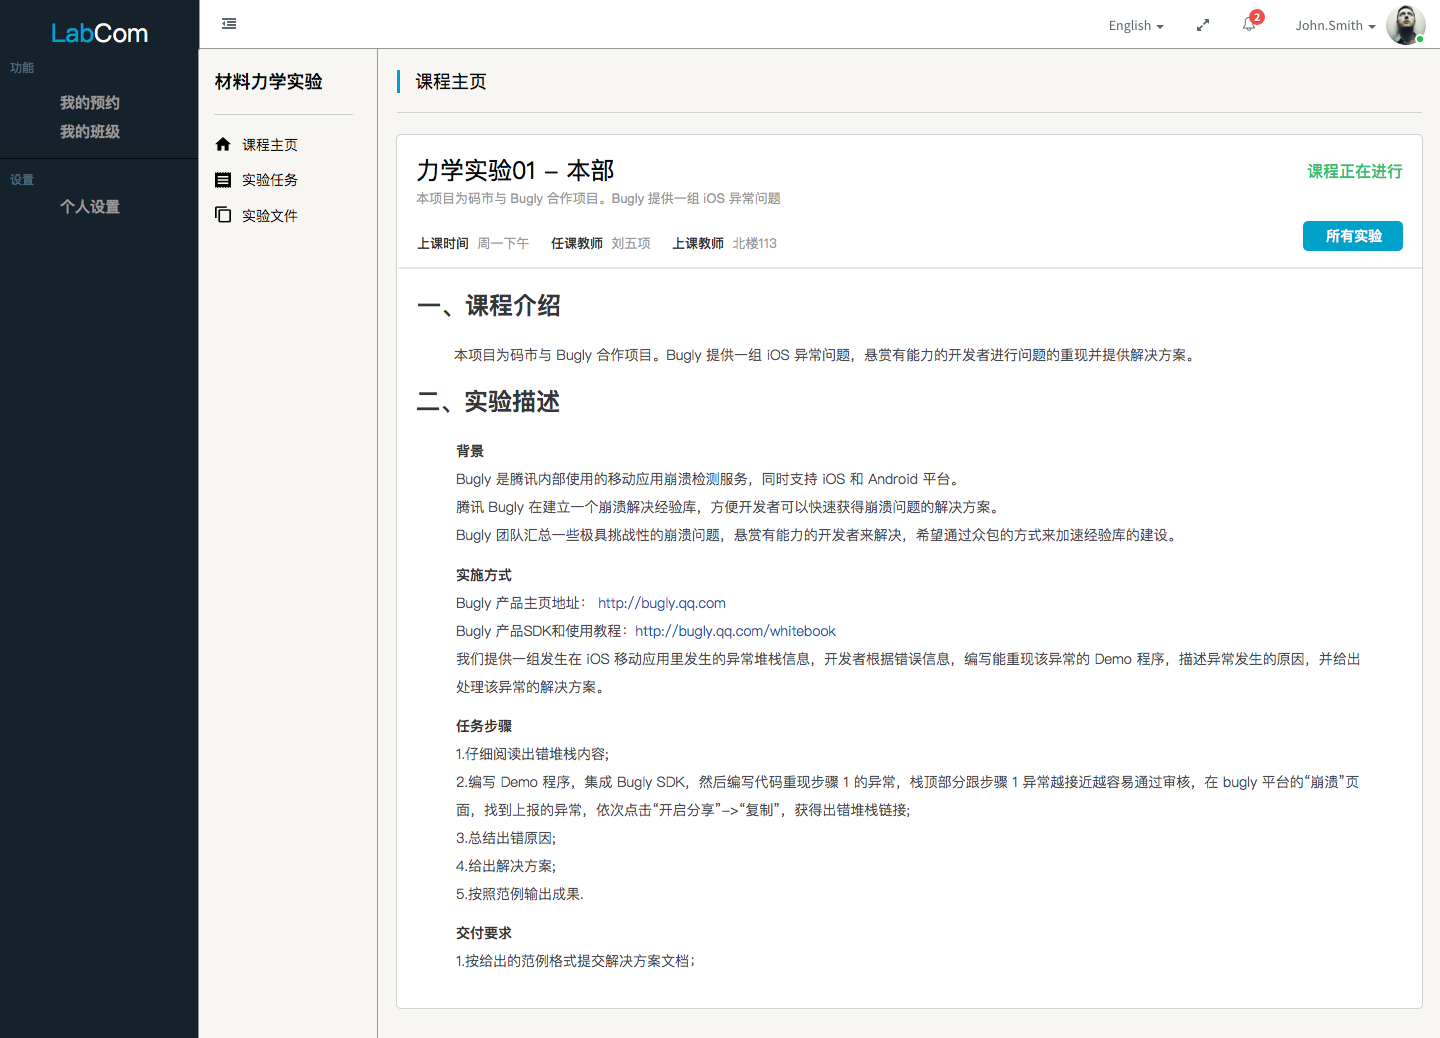 LabCom
功能
我的预约
我的班级
设置
个人设置
English
2
John.Smith
材料力学实验
课程主页
实验任务
实验文件
课程主页
力学实验01 – 本部
课程正在进行
本项目为码市与 Bugly 合作项目。Bugly 提供一组 iOS 异常问题
上课时间 周一下午 任课教师 刘五项 上课教师 北楼113
所有实验
一、课程介绍
本项目为码市与 Bugly 合作项目。Bugly 提供一组 iOS 异常问题，悬赏有能力的开发者进行问题的重现并提供解决方案。
二、实验描述
背景
Bugly 是腾讯内部使用的移动应用崩溃检测服务，同时支持 iOS 和 Android 平台。
腾讯 Bugly 在建立一个崩溃解决经验库，方便开发者可以快速获得崩溃问题的解决方案。
Bugly 团队汇总一些极具挑战性的崩溃问题，悬赏有能力的开发者来解决，希望通过众包的方式来加速经验库的建设。
实施方式
Bugly 产品主页地址： http://bugly.qq.com
Bugly 产品SDK和使用教程：http://bugly.qq.com/whitebook
我们提供一组发生在 iOS 移动应用里发生的异常堆栈信息，开发者根据错误信息，编写能重现该异常的 Demo 程序，描述异常发生的原因，并给出
处理该异常的解决方案。
任务步骤
1.仔细阅读出错堆栈内容;
2.编写 Demo 程序，集成 Bugly SDK，然后编写代码重现步骤 1 的异常，栈顶部分跟步骤 1 异常越接近越容易通过审核，在 bugly 平台的“崩溃”页
面，找到上报的异常，依次点击“开启分享”–>“复制”，获得出错堆栈链接;
3.总结出错原因;
4.给出解决方案;
5.按照范例输出成果.
交付要求
1.按给出的范例格式提交解决方案文档；